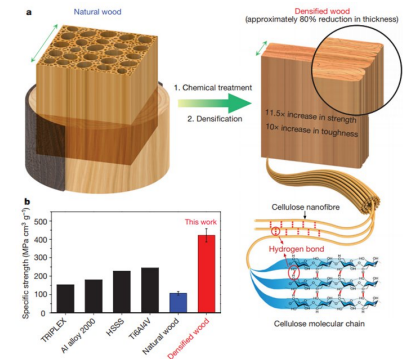 a
Natural wood
Densified wood
(approximately 80% reduction in thickness)
1. Chemical treatment
2. Densification
11.5× increase in strength
10× increase in toughness
b
Specific strength (MPa cm³ g⁻¹)
500
400
300
200
100
0
This work
TRIPLEX
Al alloy 2000
HSSS
Ti6Al4V
Natural wood
Densified wood
Cellulose nanofibre
Hydrogen bond
Cellulose molecular chain